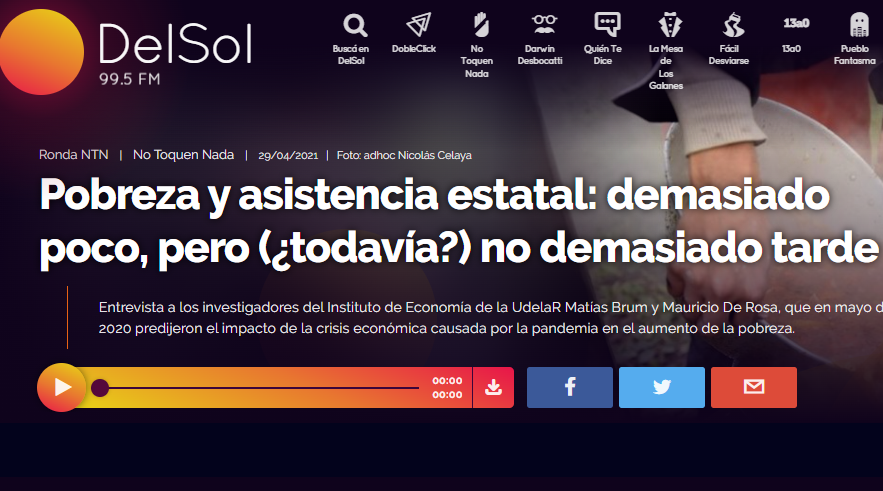 DelSol
99.5 FM
Buscá en
DelSol
DobleClick
No
Toquen
Nada
Darwin
Desbocatti
Quién Te
Dice
La Mesa
de
Los
Galanes
Fácil
Desviarse
13a0
13a0
Pueblo
Fantasma
Ronda NTN | No Toquen Nada | 29/04/2021 | Foto: adhoc Nicolás Celaya
Pobreza y asistencia estatal: demasiado
poco, pero (¿todavía?) no demasiado tarde
Entrevista a los investigadores del Instituto de Economía de la UdelaR Matías Brum y Mauricio De Rosa, que en mayo d
2020 predijeron el impacto de la crisis económica causada por la pandemia en el aumento de la pobreza.
00:00
00:00